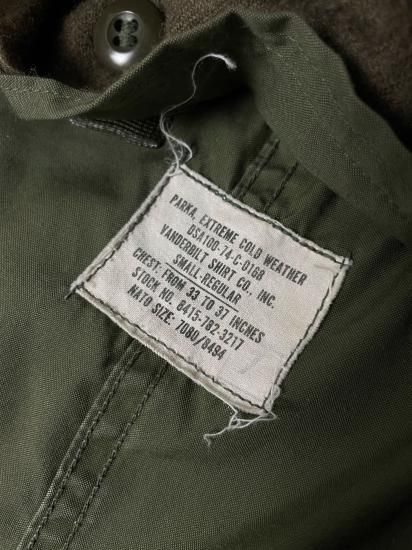 PARKA, EXTREME COLD WEATHER
DSA100-74-C-0168
VANDERBILT SHIRT CO., INC.
SMALL-REGULAR
CHEST: FROM 33 TO 37 INCHES
STOCK NO. 8415-782-3217
NATO SIZE: 7080/8494